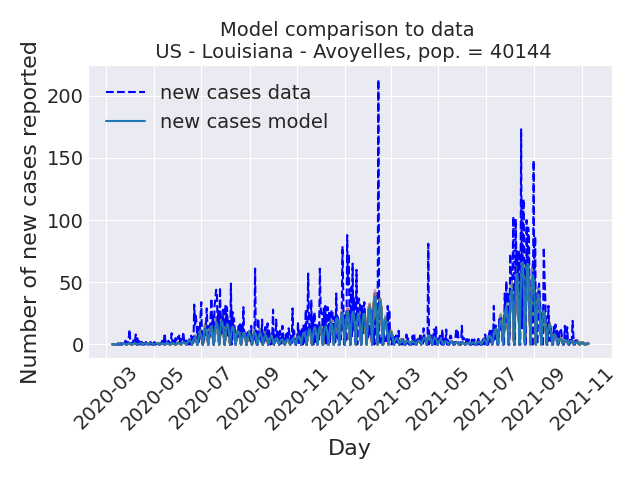 Model comparison to data
US - Louisiana - Avoyelles, pop. = 40144
Number of new cases reported
200
150
100
50
0
new cases data
new cases model
2020-03
2020-05
2020-07
2020-09
2020-11
2021-01
2021-03
2021-05
2021-07
2021-09
2021-11
Day